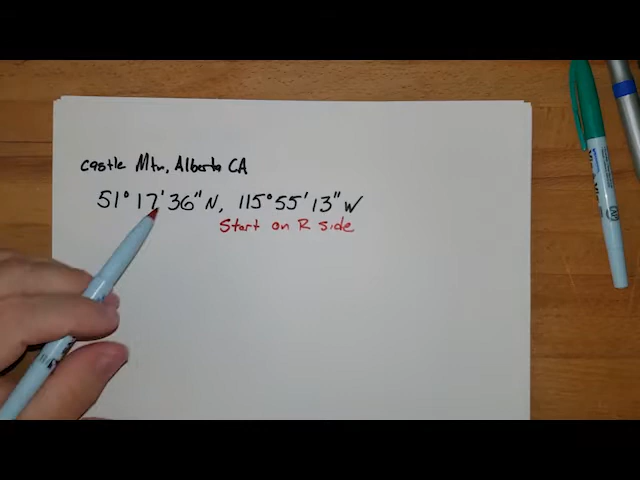 Castle Mtn, Alberta CA
51° 17' 36" N, 115° 55' 13" W
Start on R side